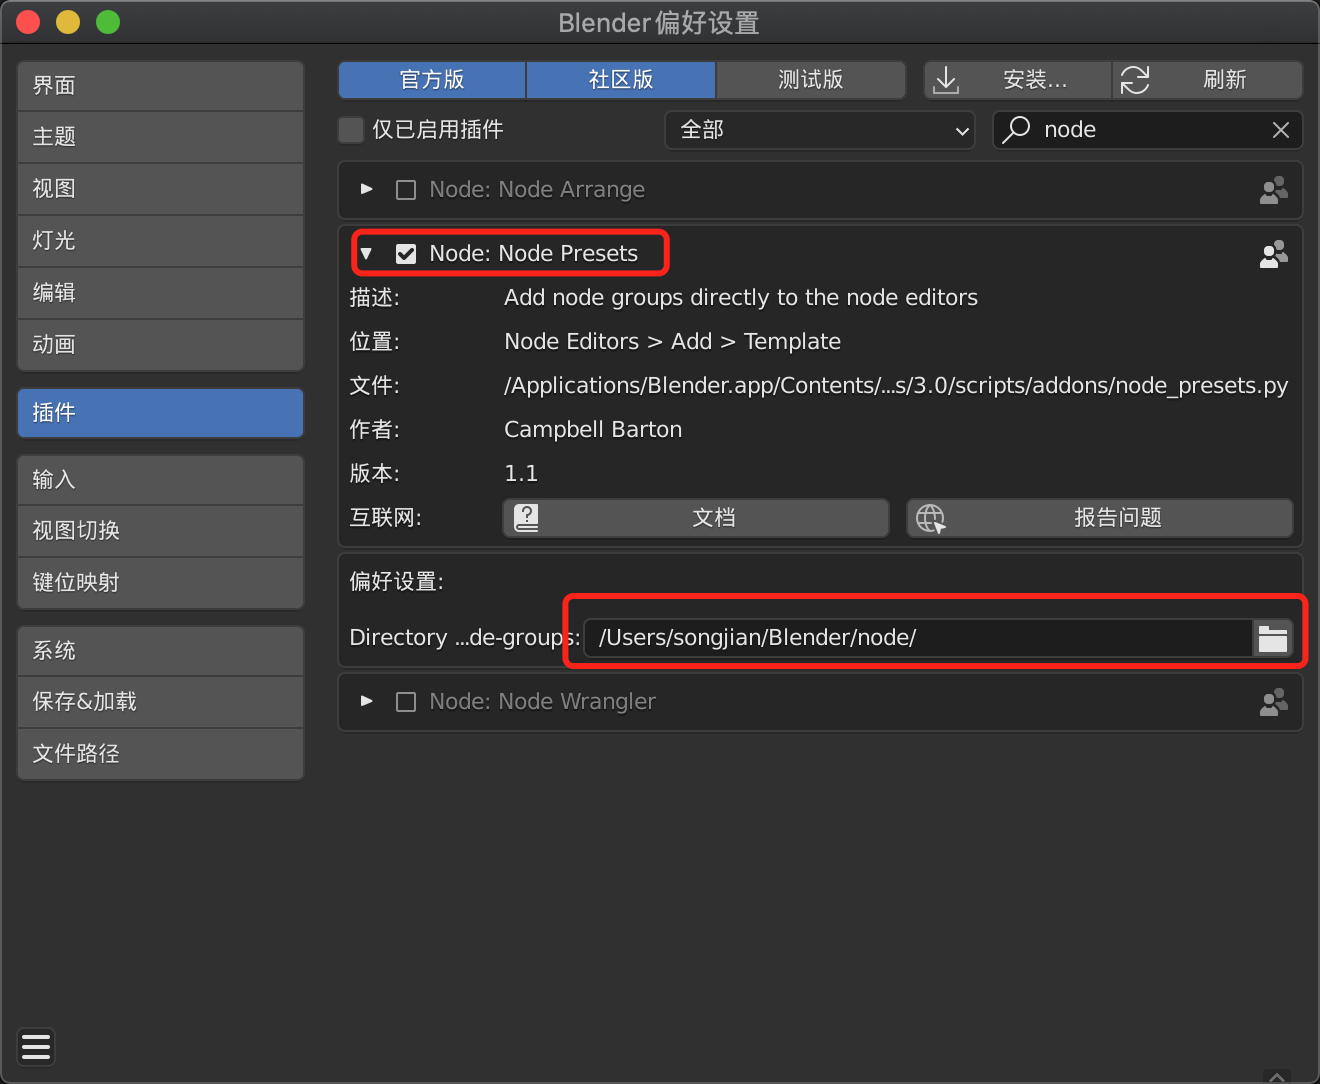 Blender偏好设置
界面
主题
视图
灯光
编辑
动画
插件
输入
视图切换
键位映射
系统
保存&加载
文件路径
官方版 社区版 测试版 安装... 刷新
仅已启用插件 全部 node
Node: Node Arrange
Node: Node Presets
描述: Add node groups directly to the node editors
位置: Node Editors > Add > Template
文件: /Applications/Blender.app/Contents/...s/3.0/scripts/addons/node_presets.py
作者: Campbell Barton
版本: 1.1
互联网: 文档 报告问题
偏好设置:
Directory ...de-groups: /Users/songjian/Blender/node/
Node: Node Wrangler